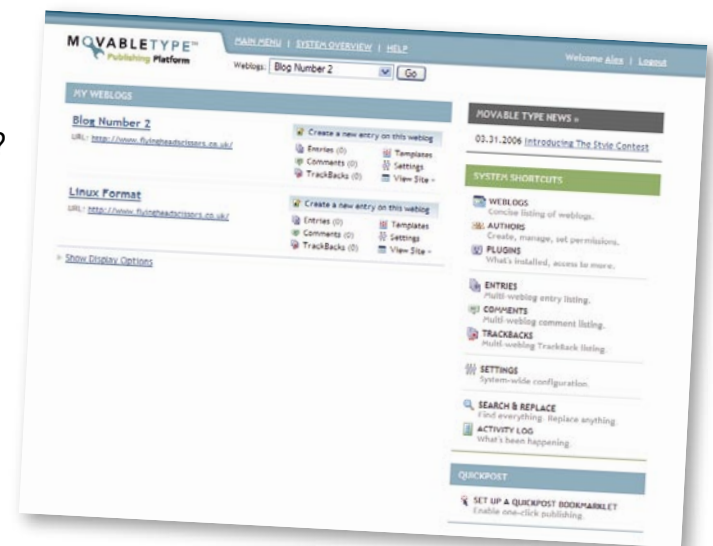 MOVABLETYPE™
Publishing Platform
MAIN MENU | SYSTEM OVERVIEW | HELP
Welcome Alex | Logout
Weblogs: Blog Number 2 Go
MY WEBLOGS
Blog Number 2
URL: http://www.flyingheadscissors.co.uk/
Create a new entry on this weblog
Entries (0) Templates
Comments (0) Settings
TrackBacks (0) View Site
Linux Format
URL: http://www.flyingheadscissors.co.uk/
Create a new entry on this weblog
Entries (0) Templates
Comments (0) Settings
TrackBacks (0) View Site
Show Display Options
MOVABLE TYPE NEWS »
03.31.2006 Introducing The Style Contest
SYSTEM SHORTCUTS
WEBLOGS
Concise listing of weblogs.
AUTHORS
Create, manage, set permissions.
PLUGINS
What's installed, access to more.
ENTRIES
Multi-weblog entry listing.
COMMENTS
Multi-weblog comment listing.
TRACKBACKS
Multi-weblog TrackBack listing.
SETTINGS
System-wide configuration.
SEARCH & REPLACE
Find everything. Replace anything.
ACTIVITY LOG
What's been happening.
QUICKPOST
SET UP A QUICKPOST BOOKMARKLET
Enable one-click publishing.